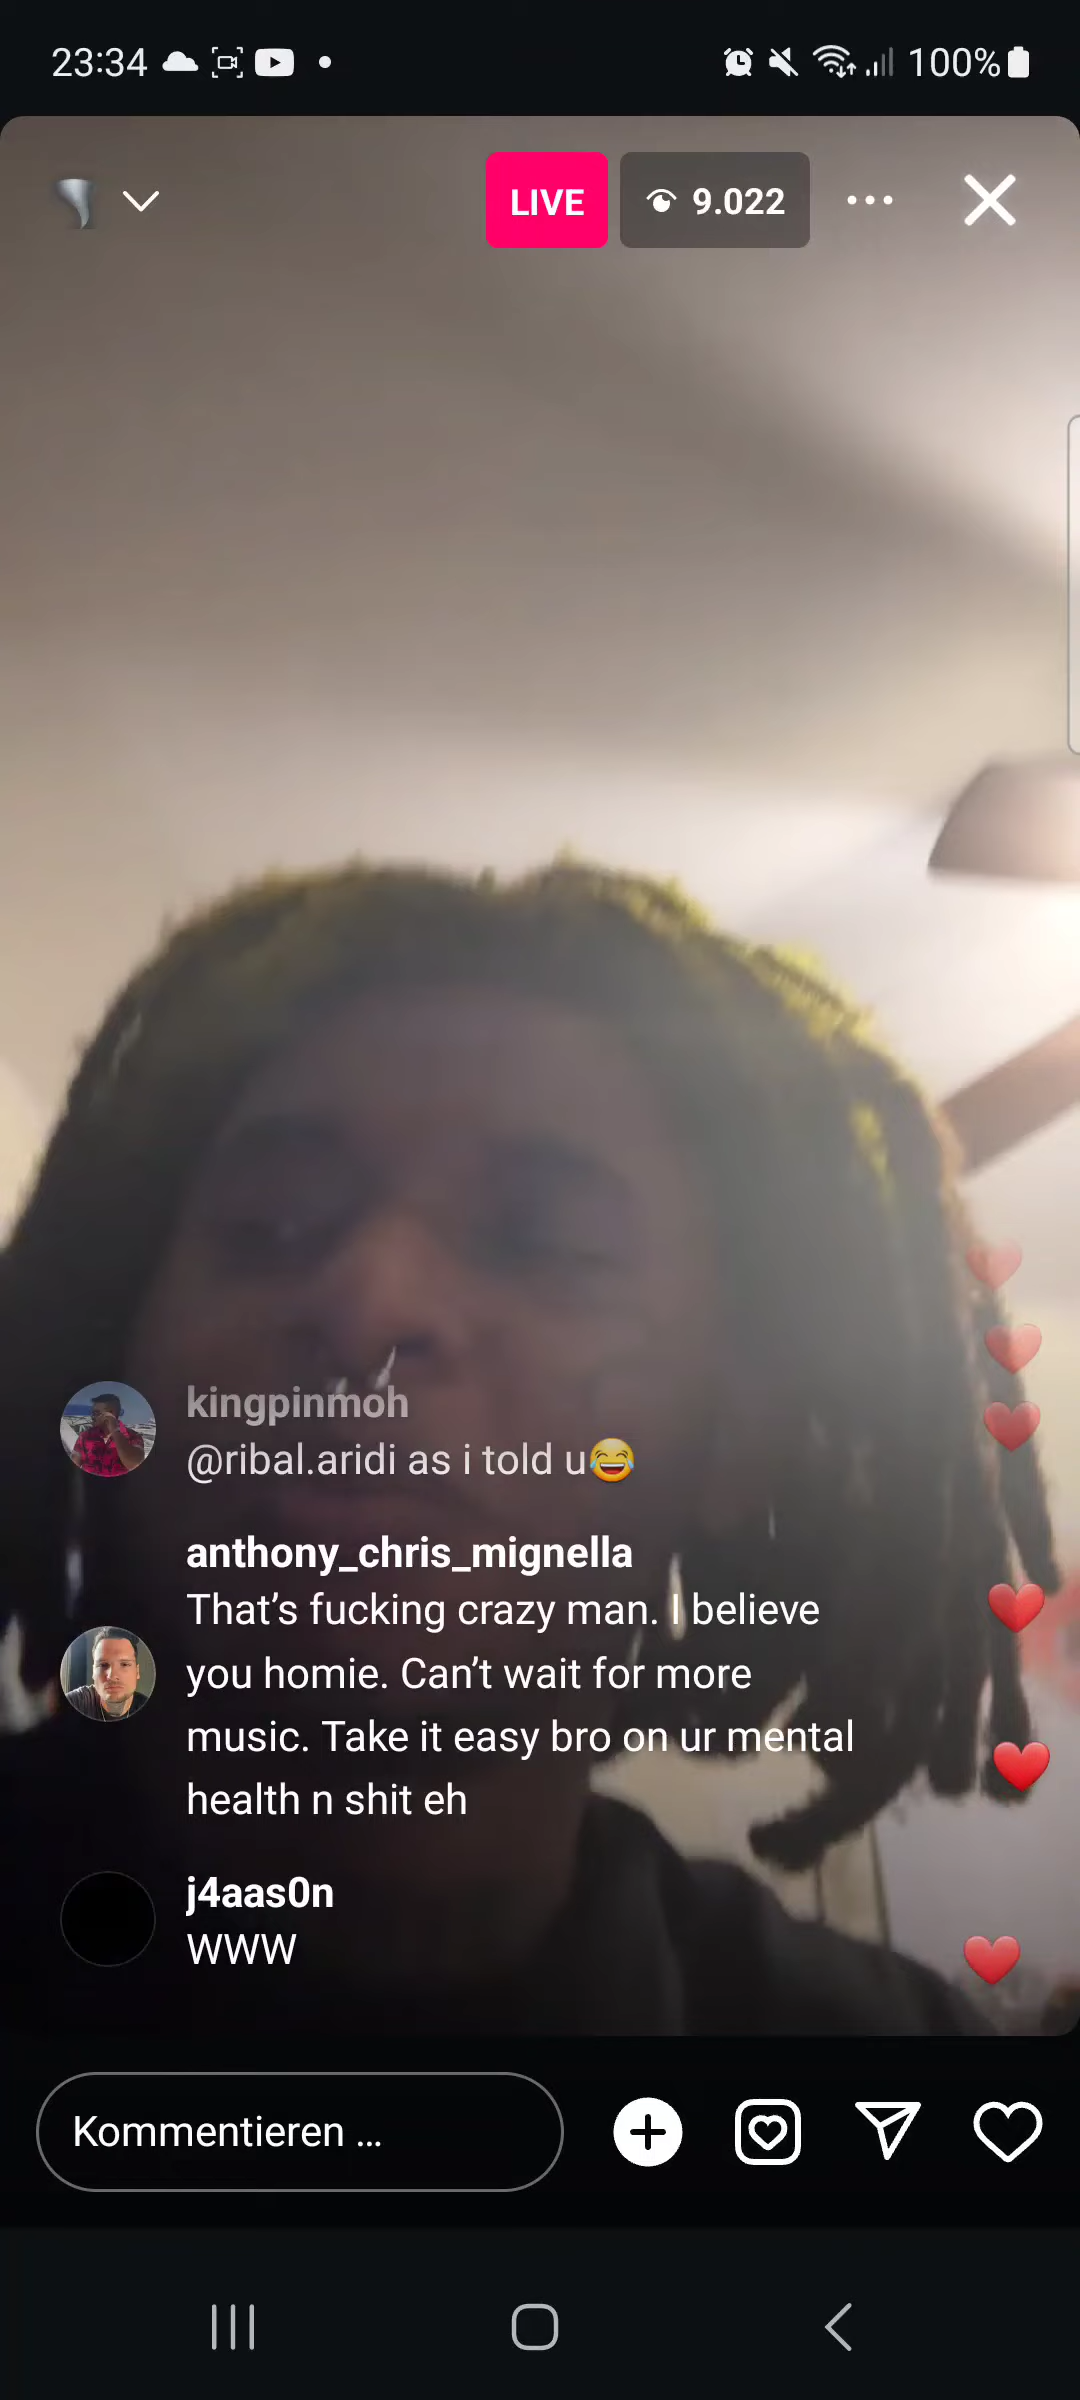 23:34
100%
LIVE
9.022
kingpinmoh
@ribal.aridi as i told u😂
anthony_chris_mignella
That’s fucking crazy man. I believe
you homie. Can’t wait for more
music. Take it easy bro on ur mental
health n shit eh
j4aas0n
WWW
Kommentieren ...